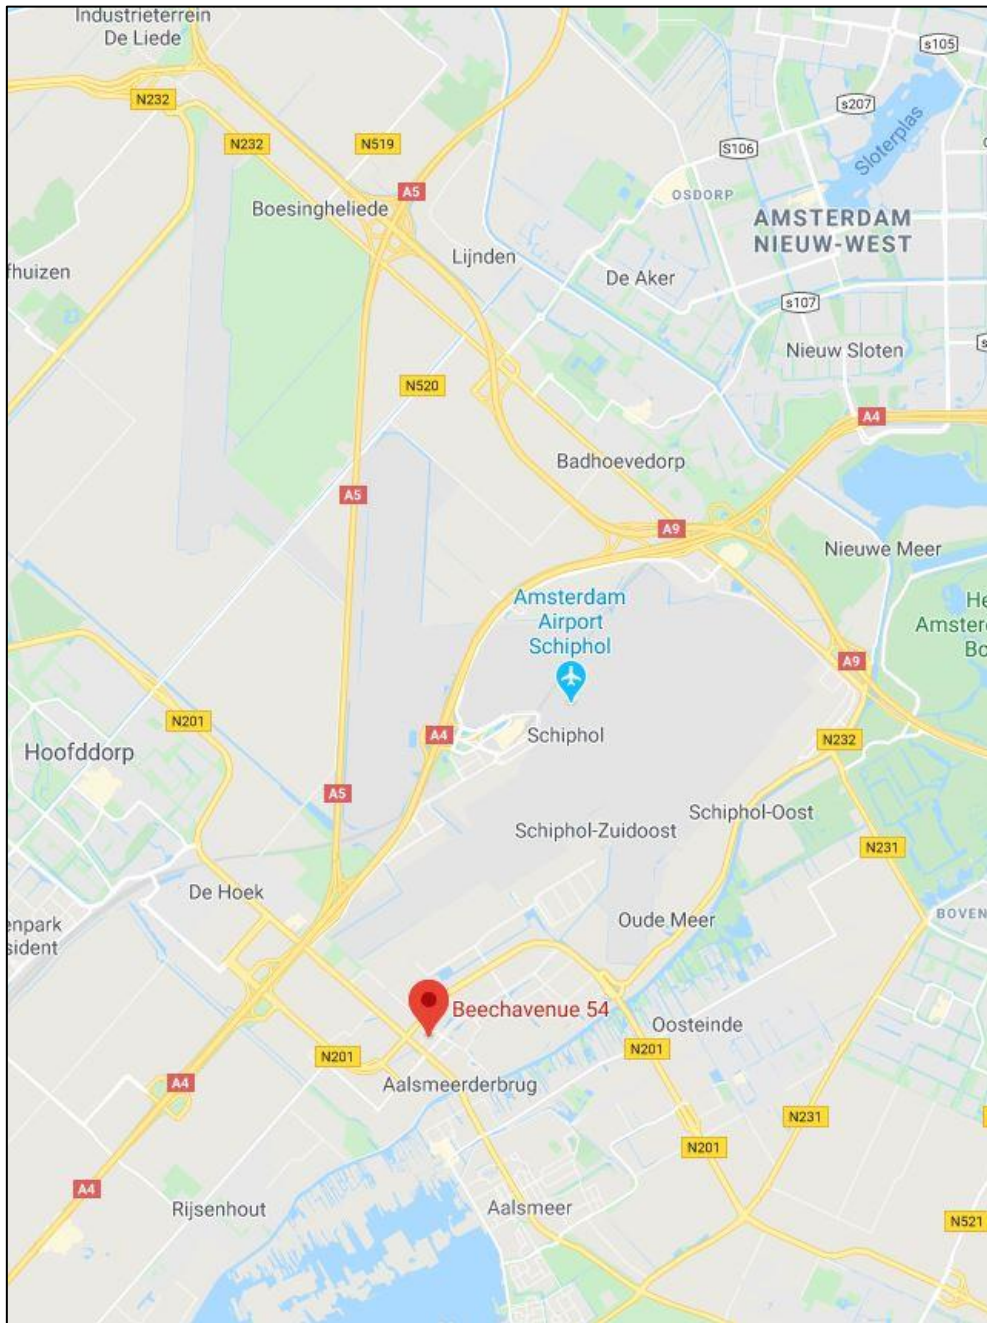 Industrieterrein
De Liede
s105
N232
s207
N232
N519
S106
Sloterplas
A5
OSDORP
Boesingheliede
AMSTERDAM
NIEUW-WEST
Lijnden
fhuizen
De Aker
s107
Nieuw Sloten
N520
A4
Badhoevedorp
A5
A9
Nieuwe Meer
Amsterdam
Airport
Schiphol
He
Amsterd
Bo
A9
N201
A4
Schiphol
N232
Hoofddorp
A5
Schiphol-Oost
Schiphol-Zuidoost
N231
De Hoek
enpark
sident
Oude Meer
BOVEN
Beechavenue 54
Oosteinde
N201
N201
A4
Aalsmeerderbrug
N231
N201
A4
Rijsenhout
Aalsmeer
N521